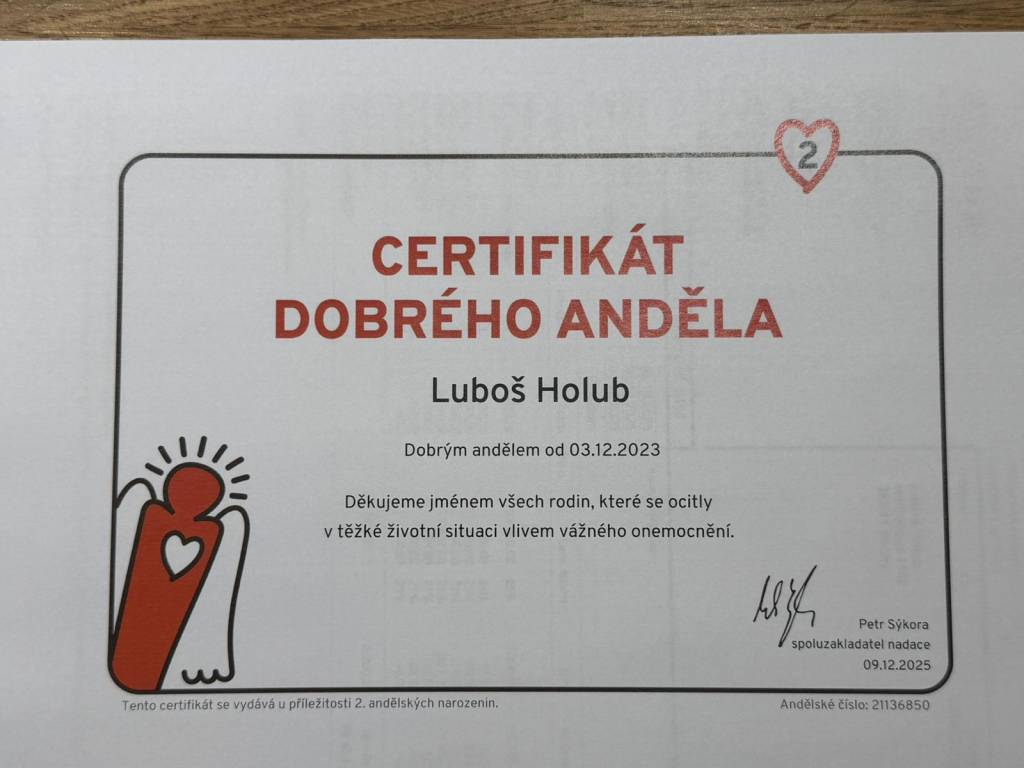 2
CERTIFIKÁT
DOBRÉHO ANDĚLA
Luboš Holub
Dobrým andělem od 03.12.2023
Děkujeme jménem všech rodin, které se ocitly
v těžké životní situaci vlivem vážného onemocnění.
Petr Sýkora
spoluzakladatel nadace
09.12.2025
Tento certifikát se vydává u příležitosti 2. andělských narozenin.
Andělské číslo: 21136850